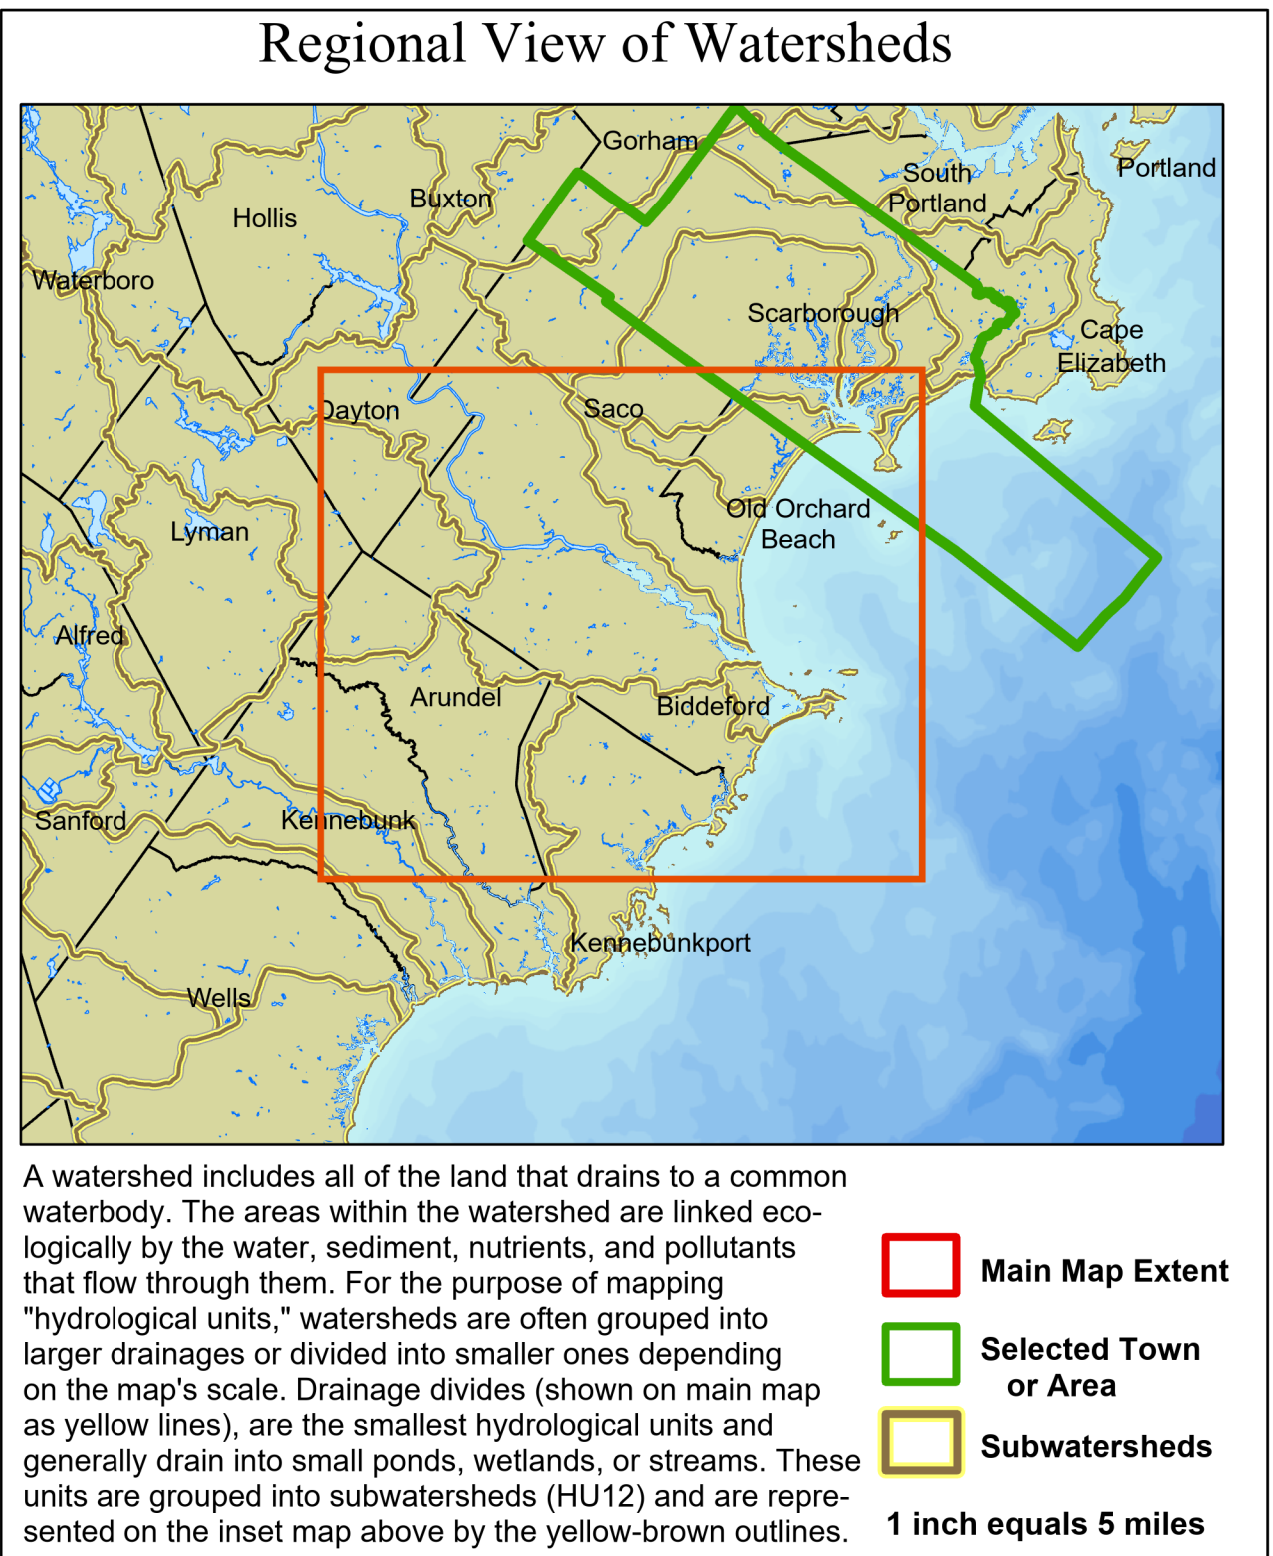 Regional View of Watersheds
Gorham
Portland
South
Portland
Buxton
Hollis
Waterboro
Scarborough
Cape
Elizabeth
Dayton
Saco
Old Orchard
Beach
Lyman
Alfred
Arundel
Biddeford
Sanford
Kennebunk
Kennebunkport
Wells
A watershed includes all of the land that drains to a common
waterbody. The areas within the watershed are linked eco-
logically by the water, sediment, nutrients, and pollutants
that flow through them. For the purpose of mapping
"hydrological units," watersheds are often grouped into
larger drainages or divided into smaller ones depending
on the map's scale. Drainage divides (shown on main map
as yellow lines), are the smallest hydrological units and
generally drain into small ponds, wetlands, or streams. These
units are grouped into subwatersheds (HU12) and are repre-
sented on the inset map above by the yellow-brown outlines.
Main Map Extent
Selected Town
or Area
Subwatersheds
1 inch equals 5 miles